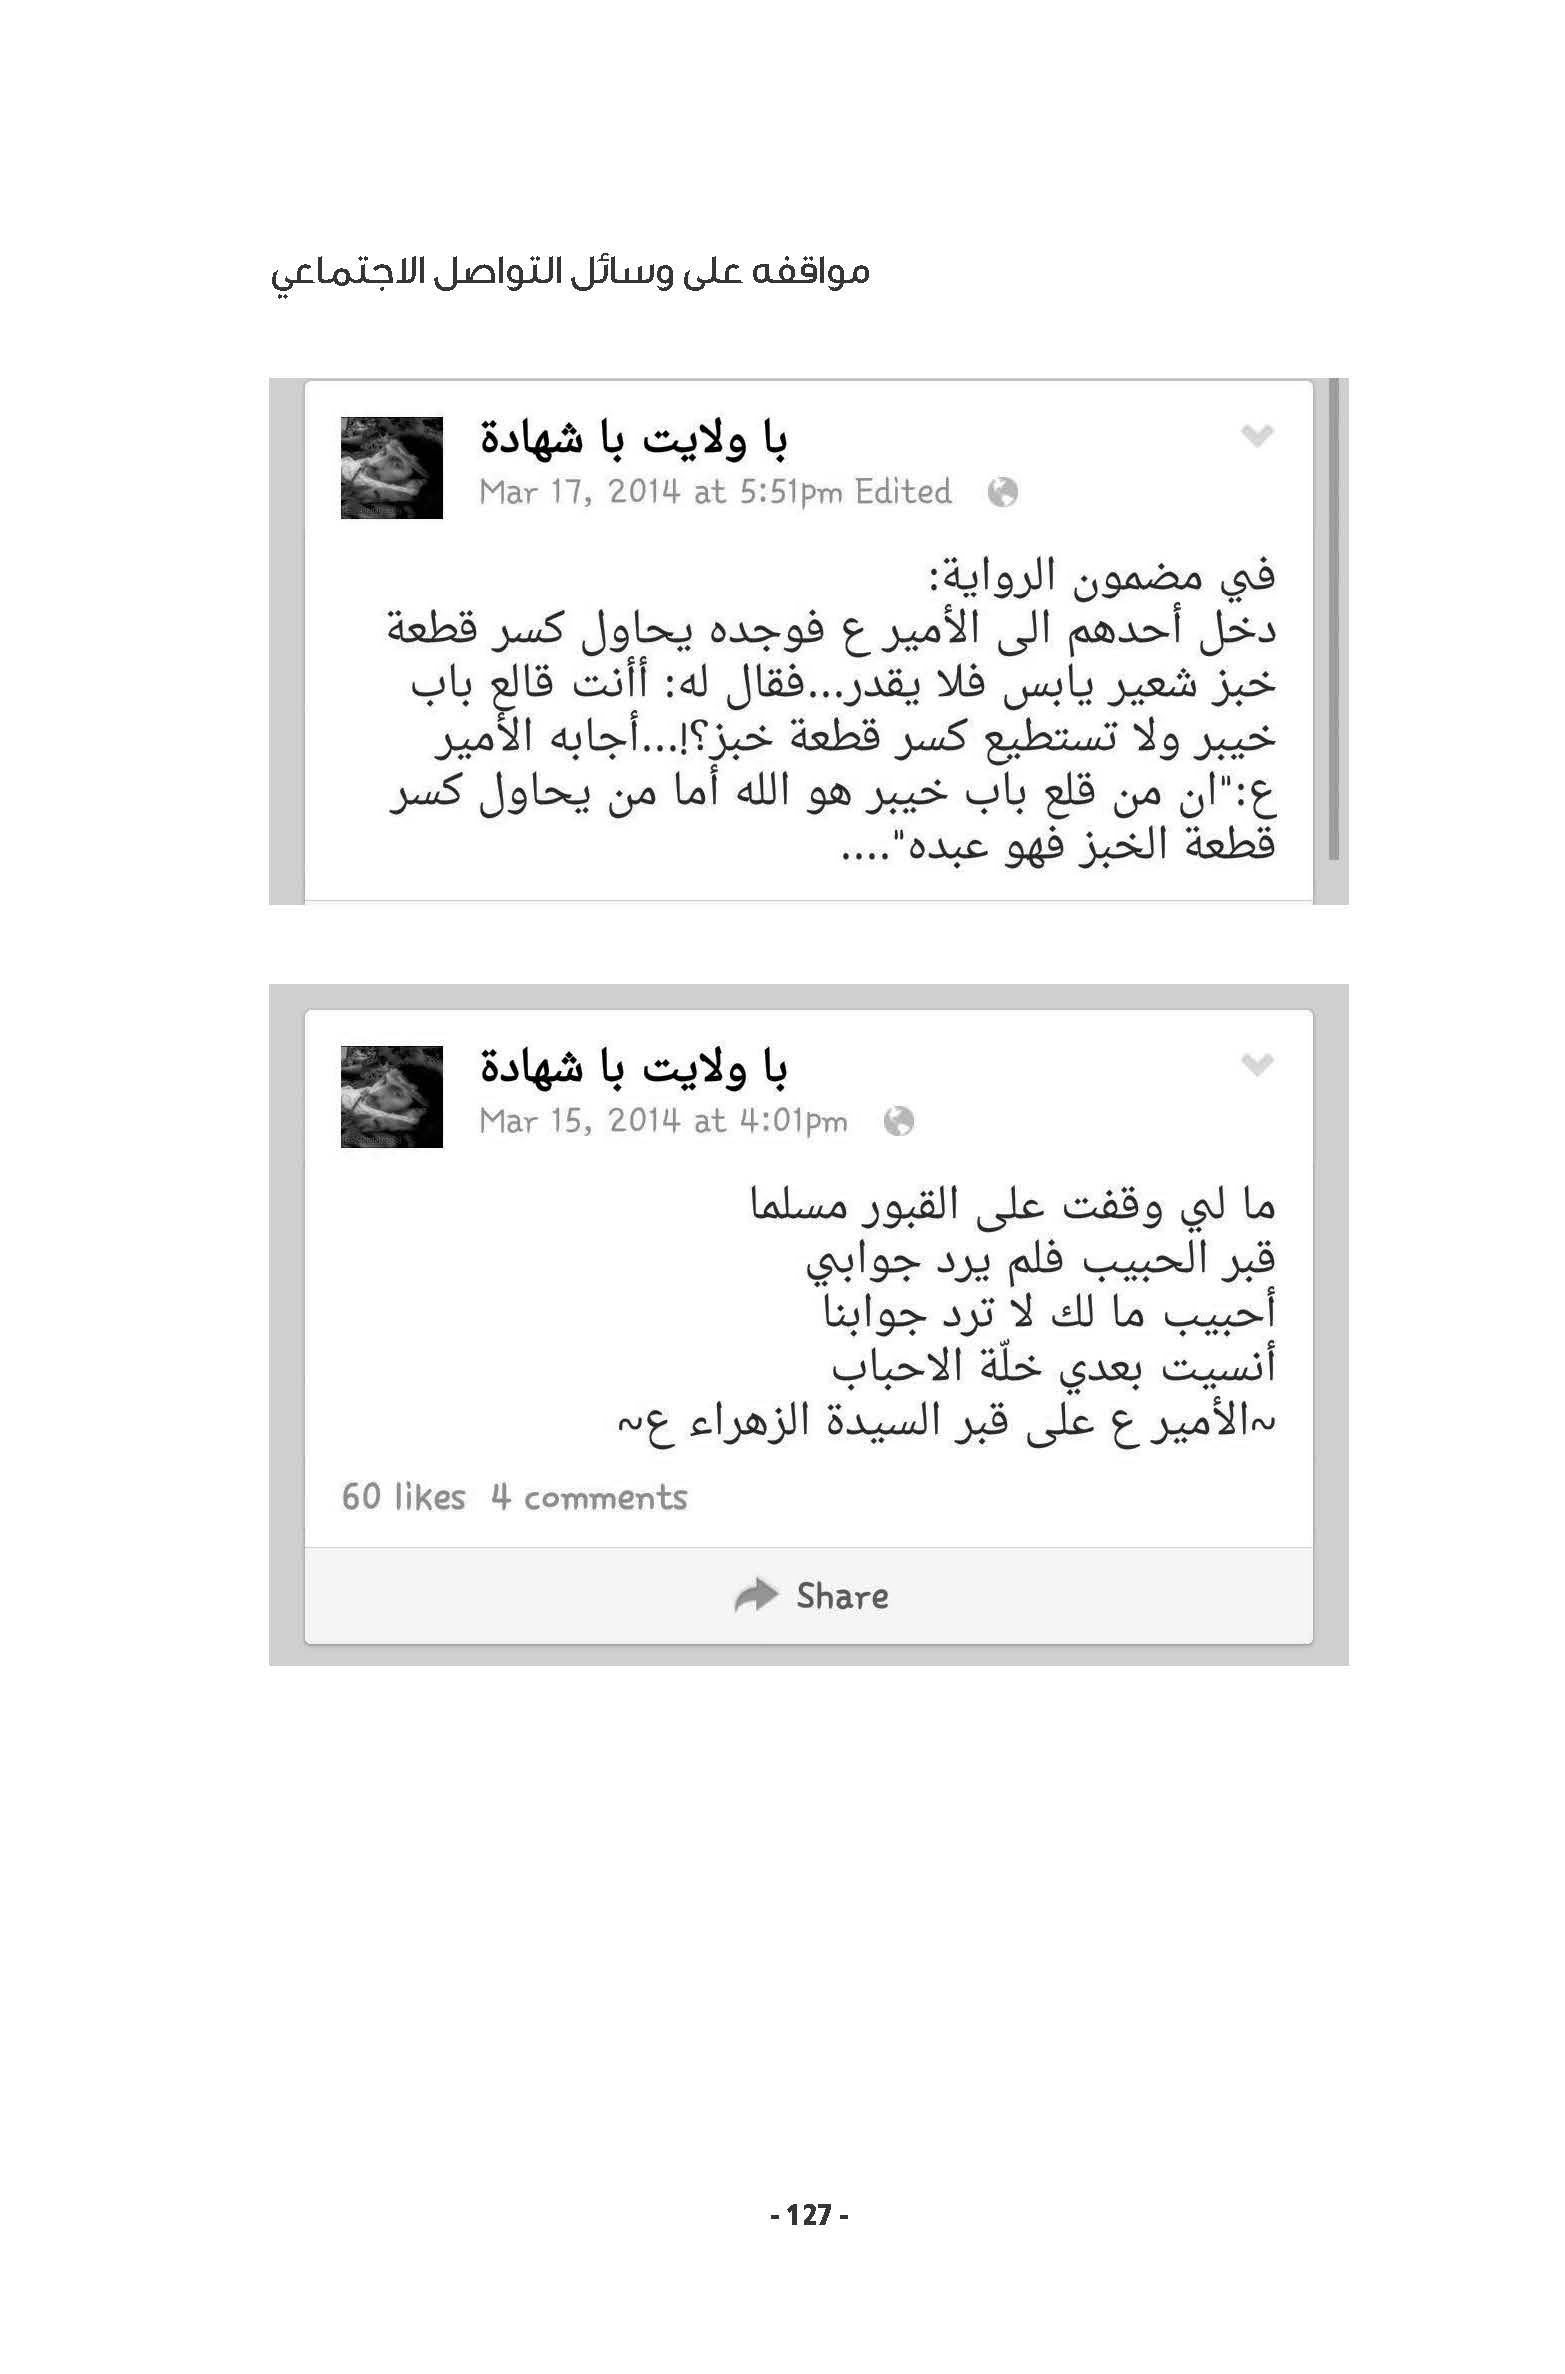 مواقفه على وسائل التواصل الاجتماعي
با ولايت با شهادة
Mar 17, 2014 at 5:51pm Edited
في مضمون الرواية:
دخل أحدهم الى الأمير ع فوجده يحاول كسر قطعة
خبز شعير يابس فلا يقدر...فقال له: أأنت قالع باب
خيبر ولا تستطيع كسر قطعة خبز؟!...أجابه الأمير
ع:"ان من قلع باب خيبر هو الله أما من يحاول كسر
قطعة الخبز فهو عبده"....
با ولايت با شهادة
Mar 15, 2014 at 4:01pm
ما لي وقفت على القبور مسلما
قبر الحبيب فلم يرد جوابي
أحبيب ما لك لا ترد جوابنا
أنسيت بعدي خلّة الاحباب
~الأمير ع على قبر السيدة الزهراء ع~
60 likes 4 comments
Share
- 127 -